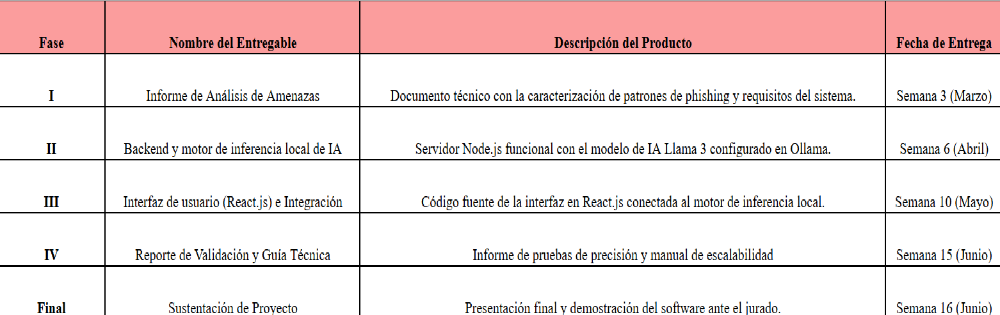 Fase Nombre del Entregable Descripción del Producto Fecha de Entrega
I Informe de Análisis de Amenazas Documento técnico con la caracterización de patrones de phishing y requisitos del sistema. Semana 3 (Marzo)
II Backend y motor de inferencia local de IA Servidor Node.js funcional con el modelo de IA Llama 3 configurado en Ollama. Semana 6 (Abril)
III Interfaz de usuario (React.js) e Integración Código fuente de la interfaz en React.js conectada al motor de inferencia local. Semana 10 (Mayo)
IV Reporte de Validación y Guía Técnica Informe de pruebas de precisión y manual de escalabilidad Semana 15 (Junio)
Final Sustentación de Proyecto Presentación final y demostración del software ante el jurado. Semana 16 (Junio)